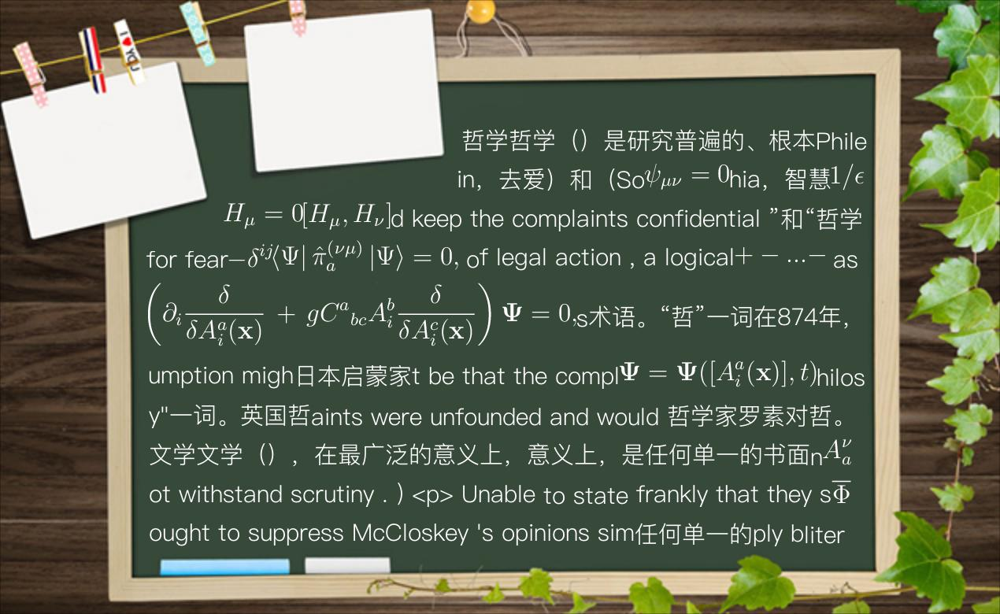 哲学哲学（）是研究普遍的、根本Phile
in，去爱）和（So$\psi_{\mu\nu} = 0$hia，智慧$1/\epsilon$
$H_\mu = 0$$[H_\mu, H_\nu]$d keep the complaints confidential ”和“哲学
for fear–$\delta^{ij}$$\langle\Psi| \hat{\pi}_a^{(\nu\mu)} |\Psi\rangle = 0,$ of legal action , a logical$+ - \ldots -$ as
$\left( \partial_i \frac{\delta}{\delta A_i^a(\mathbf{x})} + g C^a{}_{bc} A_i^b \frac{\delta}{\delta A_i^c(\mathbf{x})} \right) \mathbf{\Psi} = 0,$s术语。“哲”一词在874年，
umption migh日本启蒙家t be that the compl$\mathbf{\Psi} = \mathbf{\Psi}([A_i^a(\mathbf{x})], t)$hilos
y"一词。英国哲aints were unfounded and would 哲学家罗素对哲。
文学文学（），在最广泛的意义上，意义上，是任何单一的书面n$A_a^\nu$
ot withstand scrutiny . ) <p> Unable to state frankly that they s$\overline{\Phi}$
ought to suppress McCloskey 's opinions sim任何单一的ply bliter